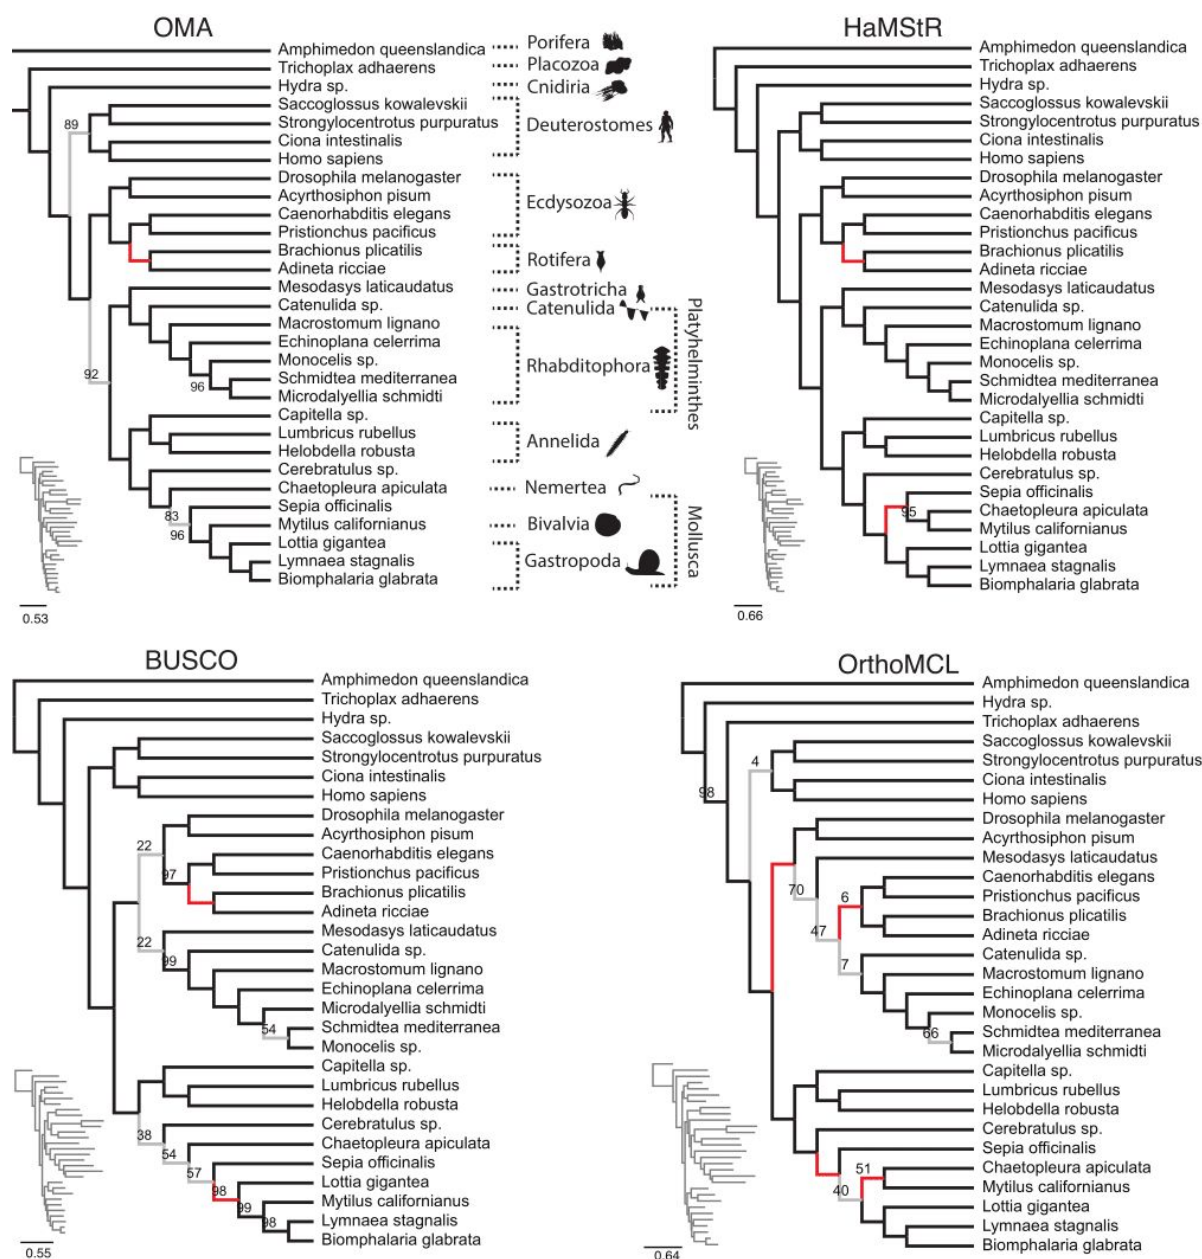 OMA
Amphimedon queenslandica
Trichoplax adhaerens
Hydra sp.
Saccoglossus kowalevskii
89
Strongylocentrotus purpuratus
Ciona intestinalis
Homo sapiens
Drosophila melanogaster
Acyrthosiphon pisum
Caenorhabditis elegans
Pristionchus pacificus
Brachionus plicatilis
Adineta ricciae
Mesodasys laticaudatus
Catenulida sp.
Macrostomum lignano
Echinoplana celerrima
Monocelis sp.
92
Schmidtea mediterranea
96
Microdalyellia schmidti
Capitella sp.
Lumbricus rubellus
Helobdella robusta
Cerebratulus sp.
Chaetopleura apiculata
Sepia officinalis
83
Mytilus californianus
96
Lottia gigantea
Lymnaea stagnalis
Biomphalaria glabrata
0.53
Porifera
Placozoa
Cnidiria
Deuterostomes
Ecdysozoa
Rotifera
Gastrotricha
Catenulida
Rhabditophora
Platyhelminthes
Annelida
Nemertea
Bivalvia
Gastropoda
Mollusca
HaMStR
Amphimedon queenslandica
Trichoplax adhaerens
Hydra sp.
Saccoglossus kowalevskii
Strongylocentrotus purpuratus
Ciona intestinalis
Homo sapiens
Drosophila melanogaster
Acyrthosiphon pisum
Caenorhabditis elegans
Pristionchus pacificus
Brachionus plicatilis
Adineta ricciae
Mesodasys laticaudatus
Catenulida sp.
Macrostomum lignano
Echinoplana celerrima
Monocelis sp.
Schmidtea mediterranea
Microdalyellia schmidti
Capitella sp.
Lumbricus rubellus
Helobdella robusta
Cerebratulus sp.
Sepia officinalis
95
Chaetopleura apiculata
Mytilus californianus
Lottia gigantea
Lymnaea stagnalis
Biomphalaria glabrata
0.66
BUSCO
Amphimedon queenslandica
Trichoplax adhaerens
Hydra sp.
Saccoglossus kowalevskii
Strongylocentrotus purpuratus
Ciona intestinalis
Homo sapiens
Drosophila melanogaster
Acyrthosiphon pisum
22
Caenorhabditis elegans
97
Pristionchus pacificus
Brachionus plicatilis
Adineta ricciae
Mesodasys laticaudatus
22
Catenulida sp.
99
Macrostomum lignano
Echinoplana celerrima
Microdalyellia schmidti
54
Schmidtea mediterranea
Monocelis sp.
Capitella sp.
Lumbricus rubellus
Helobdella robusta
Cerebratulus sp.
38
Chaetopleura apiculata
54
Sepia officinalis
57
Lottia gigantea
98
Mytilus californianus
99
Lymnaea stagnalis
98
Biomphalaria glabrata
0.55
OrthoMCL
Amphimedon queenslandica
Hydra sp.
Trichoplax adhaerens
Saccoglossus kowalevskii
4
Strongylocentrotus purpuratus
Ciona intestinalis
98
Homo sapiens
Drosophila melanogaster
Acyrthosiphon pisum
Mesodasys laticaudatus
Caenorhabditis elegans
70
6
Pristionchus pacificus
Brachionus plicatilis
47
Adineta ricciae
Catenulida sp.
7
Macrostomum lignano
Echinoplana celerrima
Monocelis sp.
66
Schmidtea mediterranea
Microdalyellia schmidti
Capitella sp.
Lumbricus rubellus
Helobdella robusta
Cerebratulus sp.
Sepia officinalis
51
Chaetopleura apiculata
40
Mytilus californianus
Lottia gigantea
Lymnaea stagnalis
Biomphalaria glabrata
0.64